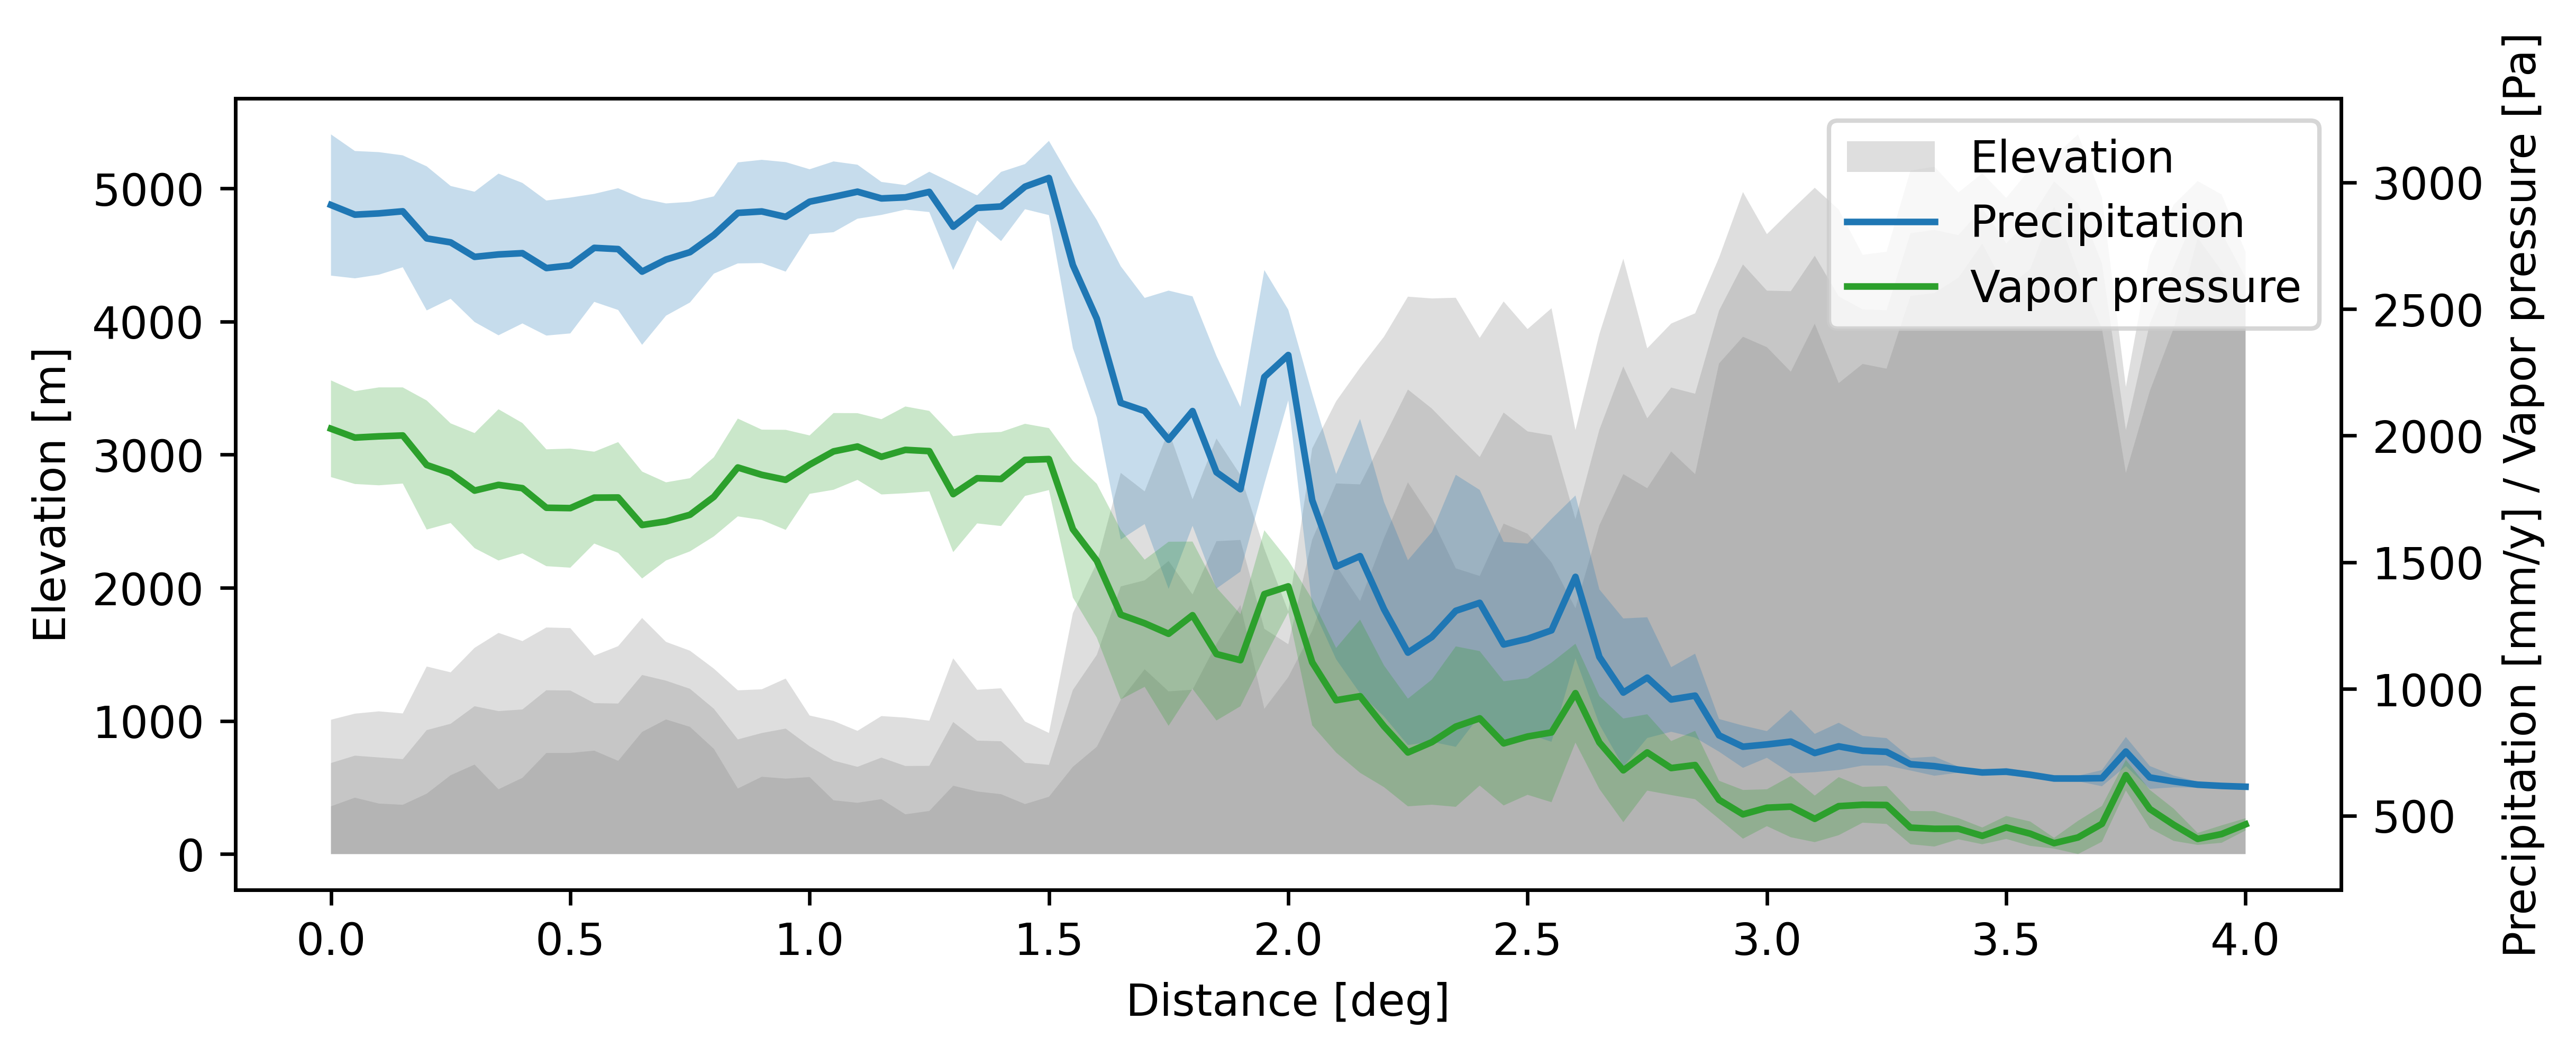 Elevation [m]
5000
4000
3000
2000
1000
0
0.0 0.5 1.0 1.5 2.0 2.5 3.0 3.5 4.0
Distance [deg]
Elevation
Precipitation
Vapor pressure
3000
2500
2000
1500
1000
500
Precipitation [mm/y] / Vapor pressure [Pa]